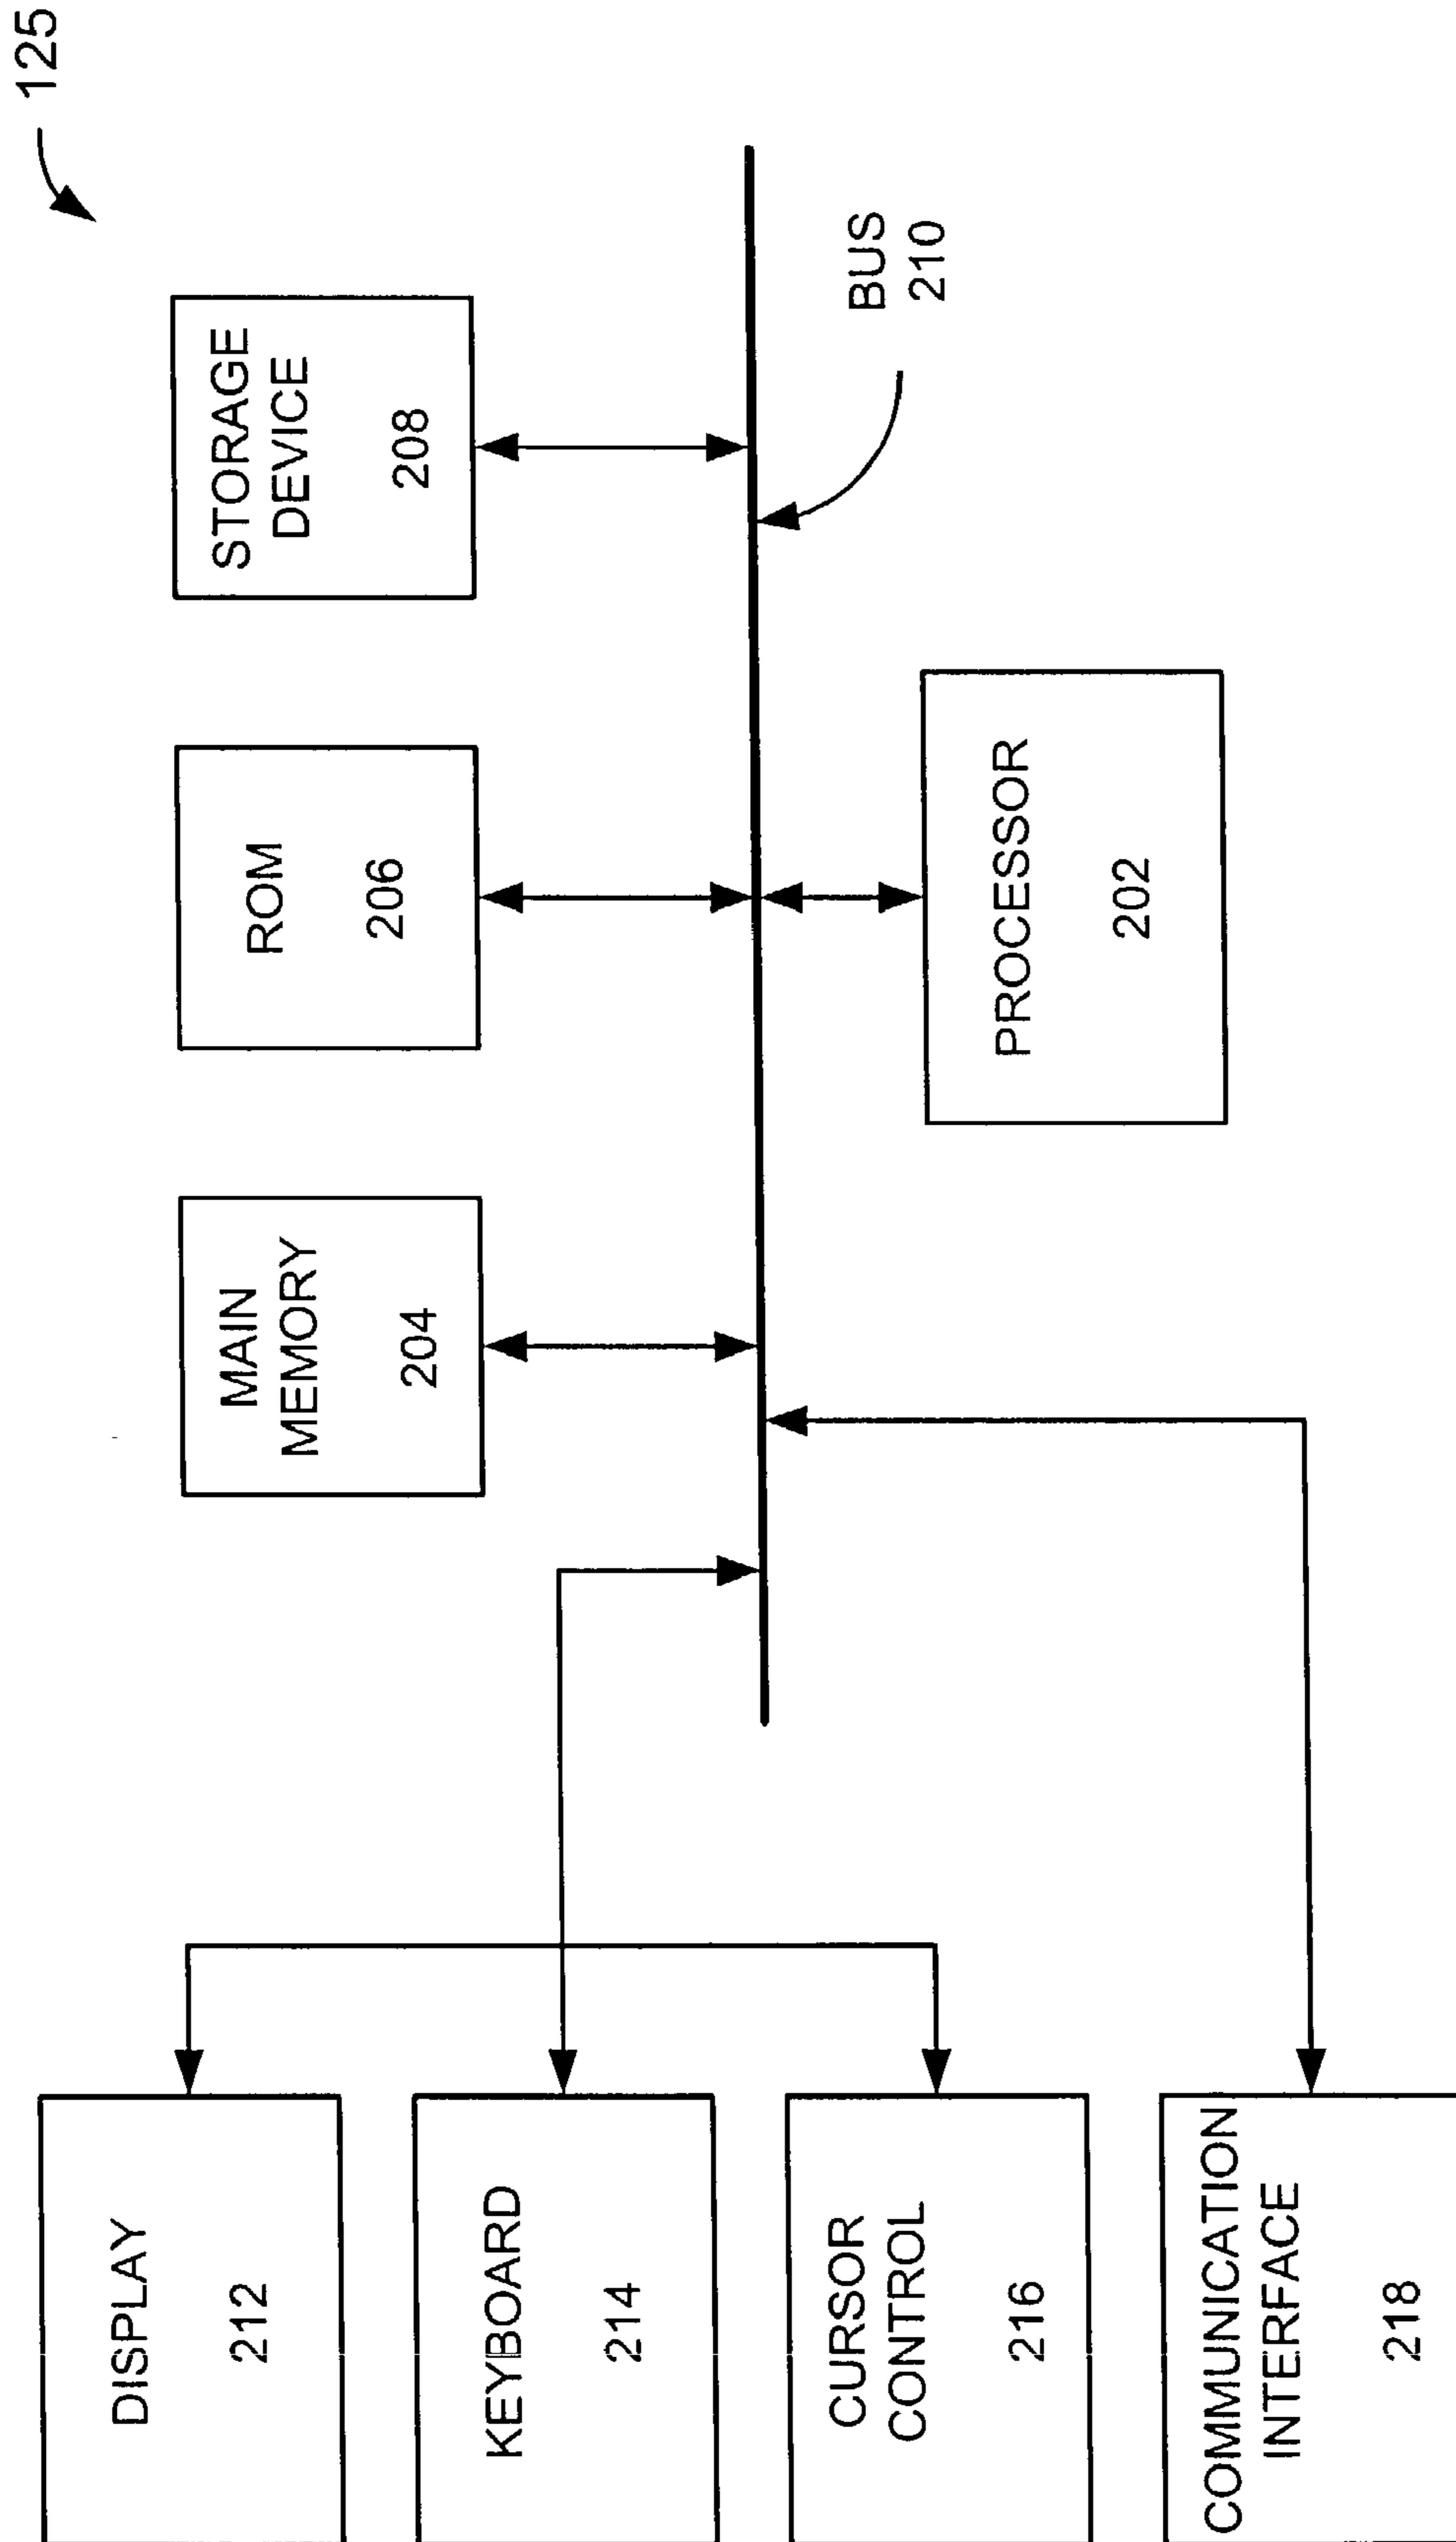 125
DISPLAY
212
KEYBOARD
214
CURSOR
CONTROL
216
COMMUNICATION
INTERFACE
218
MAIN
MEMORY
204
ROM
206
STORAGE
DEVICE
208
BUS
210
PROCESSOR
202